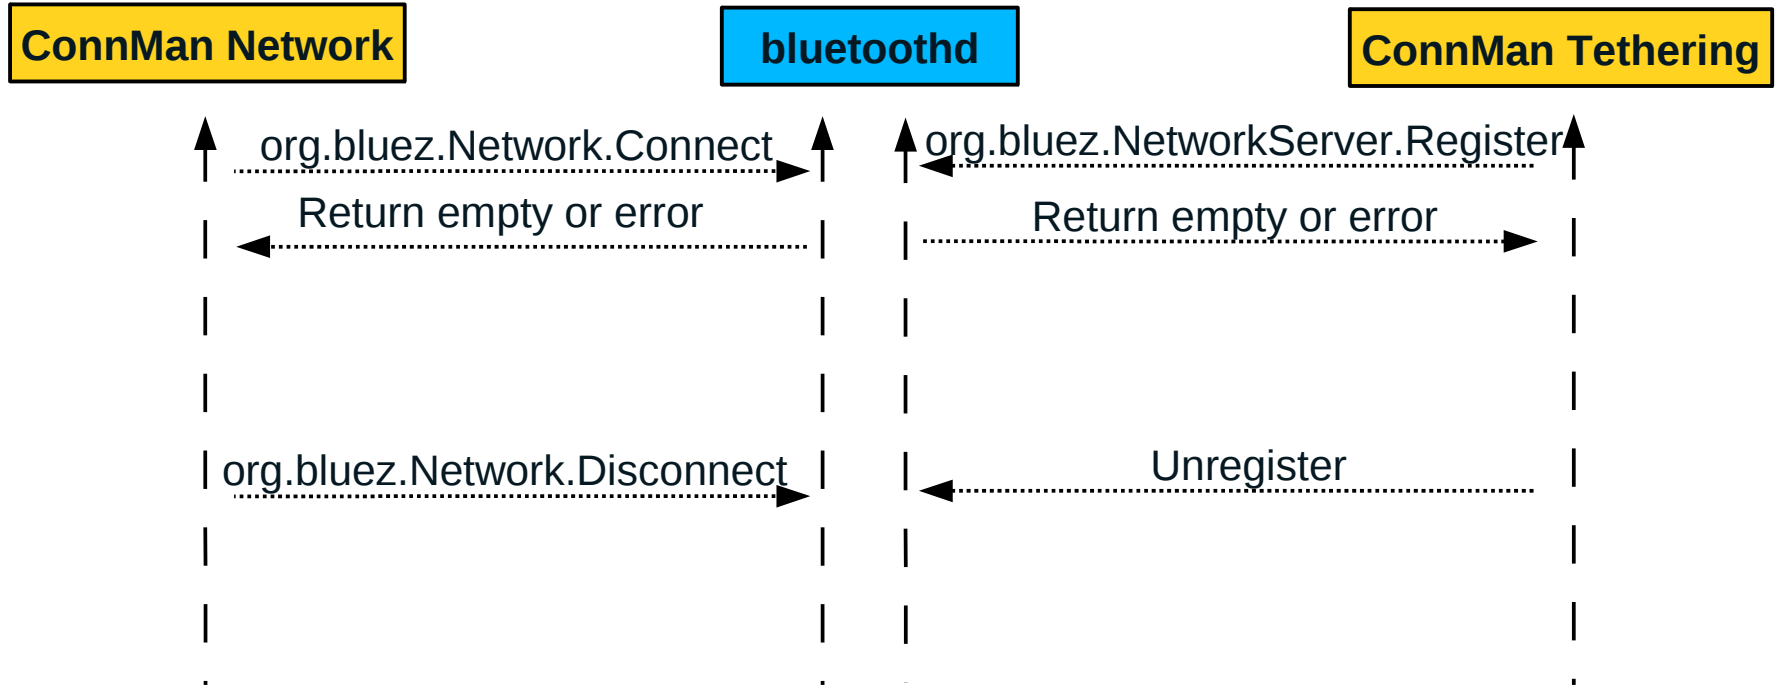 ConnMan Network
bluetoothd
ConnMan Tethering
org.bluez.Network.Connect
org.bluez.NetworkServer.Register
Return empty or error
Return empty or error
org.bluez.Network.Disconnect
Unregister